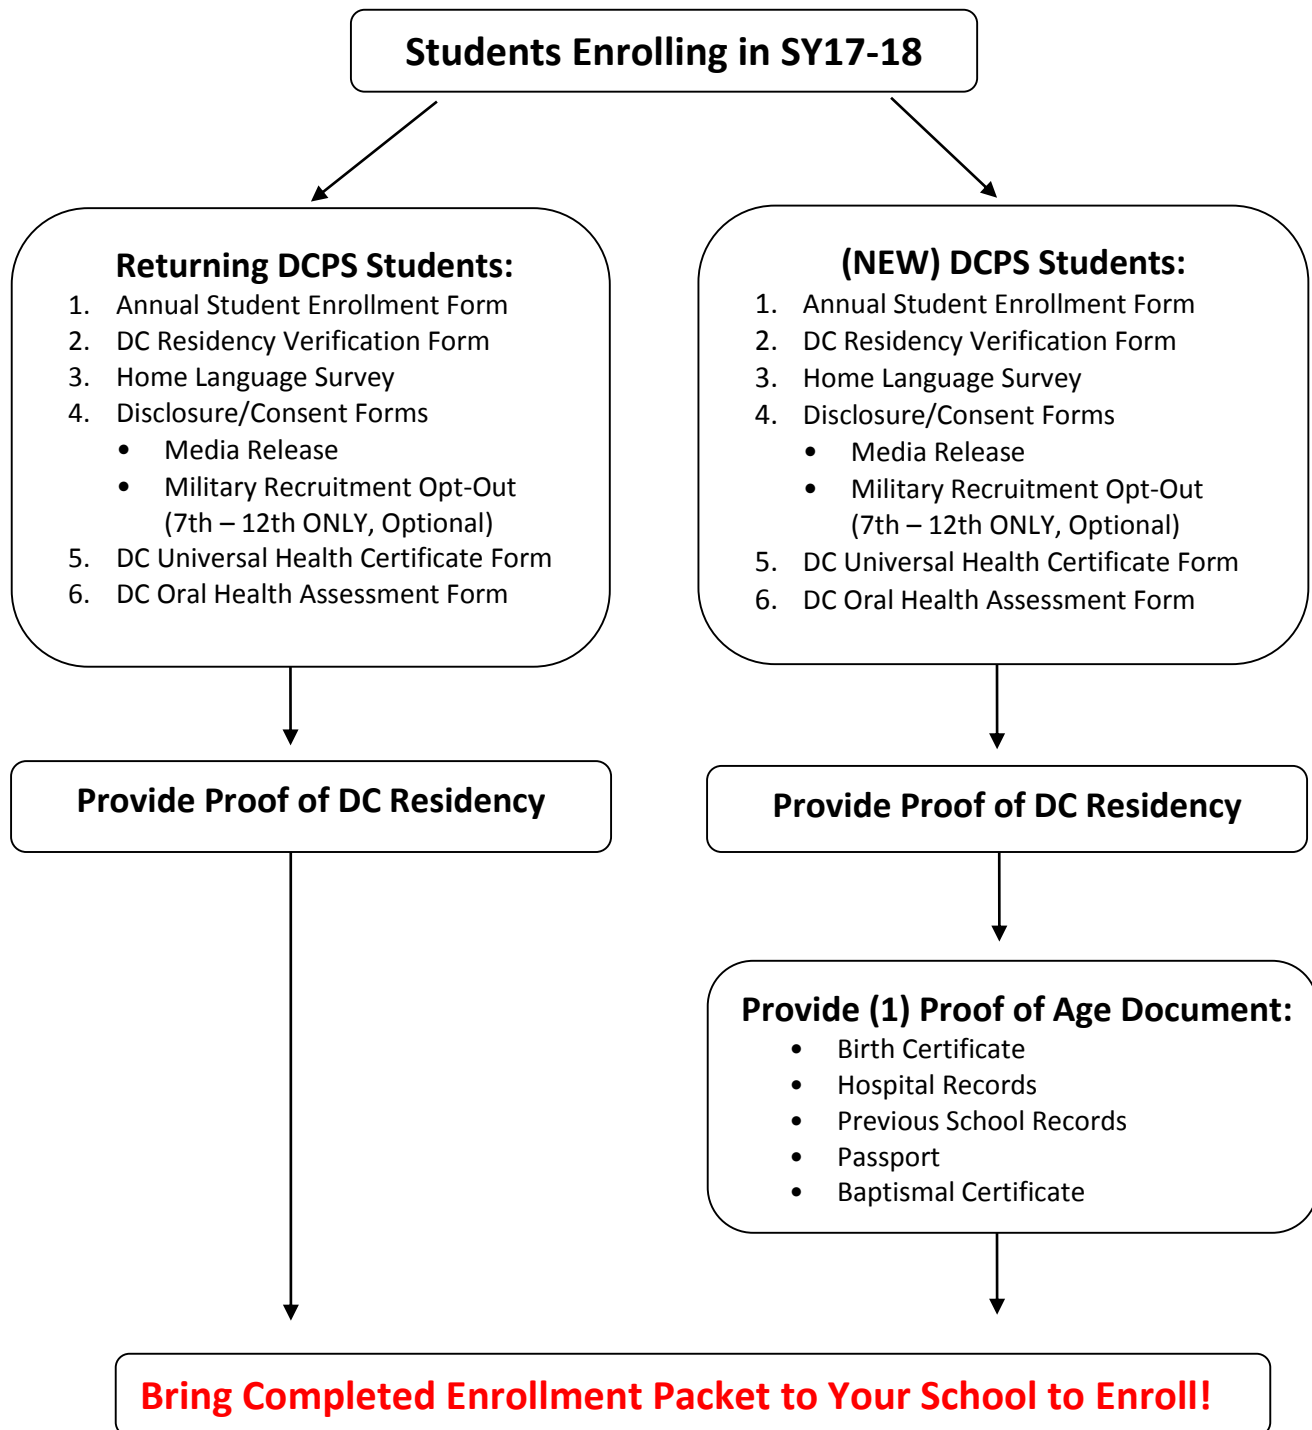 Students Enrolling in SY17-18
Returning DCPS Students:
1. Annual Student Enrollment Form
2. DC Residency Verification Form
3. Home Language Survey
4. Disclosure/Consent Forms
• Media Release
• Military Recruitment Opt-Out
(7th – 12th ONLY, Optional)
5. DC Universal Health Certificate Form
6. DC Oral Health Assessment Form
(NEW) DCPS Students:
1. Annual Student Enrollment Form
2. DC Residency Verification Form
3. Home Language Survey
4. Disclosure/Consent Forms
• Media Release
• Military Recruitment Opt-Out
(7th – 12th ONLY, Optional)
5. DC Universal Health Certificate Form
6. DC Oral Health Assessment Form
Provide Proof of DC Residency
Provide Proof of DC Residency
Provide (1) Proof of Age Document:
• Birth Certificate
• Hospital Records
• Previous School Records
• Passport
• Baptismal Certificate
Bring Completed Enrollment Packet to Your School to Enroll!